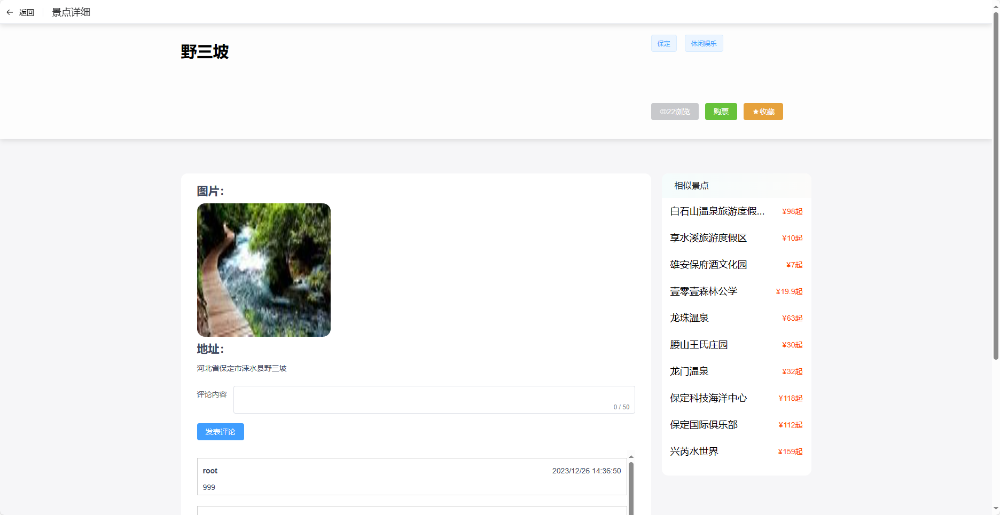 返回 景点详细
野三坡
保定 休闲娱乐
22浏览 购票 收藏
图片：
地址：
河北省保定市涞水县野三坡
评论内容
0 / 50
发表评论
root 2023/12/26 14:36:50
999
相似景点
白石山温泉旅游度假... ¥98起
享水溪旅游度假区 ¥10起
雄安保府酒文化园 ¥7起
壹零壹森林公学 ¥19.9起
龙珠温泉 ¥63起
腰山王氏庄园 ¥30起
龙门温泉 ¥32起
保定科技海洋中心 ¥118起
保定国际俱乐部 ¥112起
兴芮水世界 ¥159起